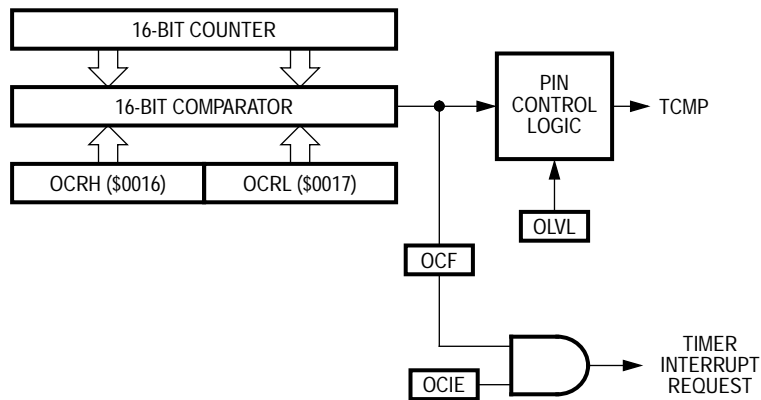 16-BIT COUNTER
16-BIT COMPARATOR
OCRH ($0016)
OCRL ($0017)
PIN
CONTROL
LOGIC
TCMP
OLVL
OCF
OCIE
TIMER
INTERRUPT
REQUEST